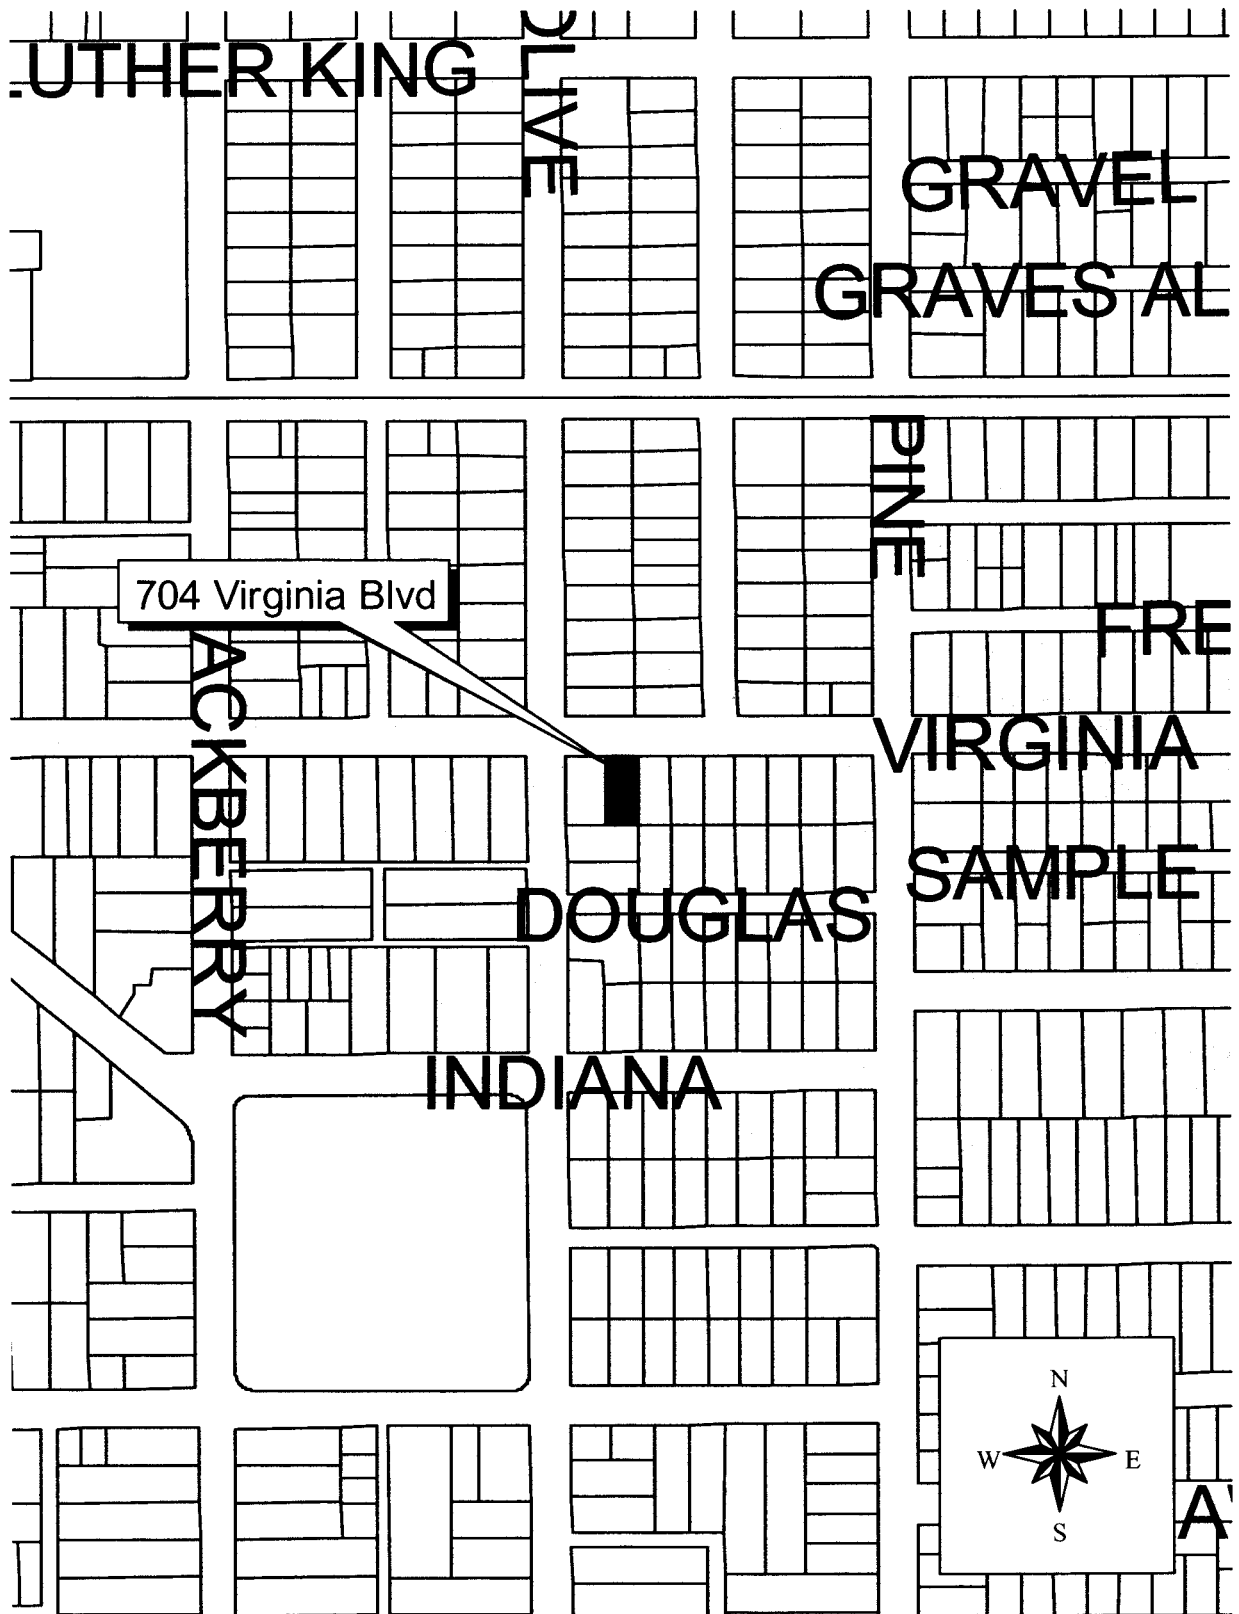 .UTHER KING
OLIVE
GRAVEL
GRAVES AL
PINE
704 Virginia Blvd
FRE
ACKBERRY
VIRGINIA
SAMPLE
DOUGLAS
INDIANA
N
W E
S
A